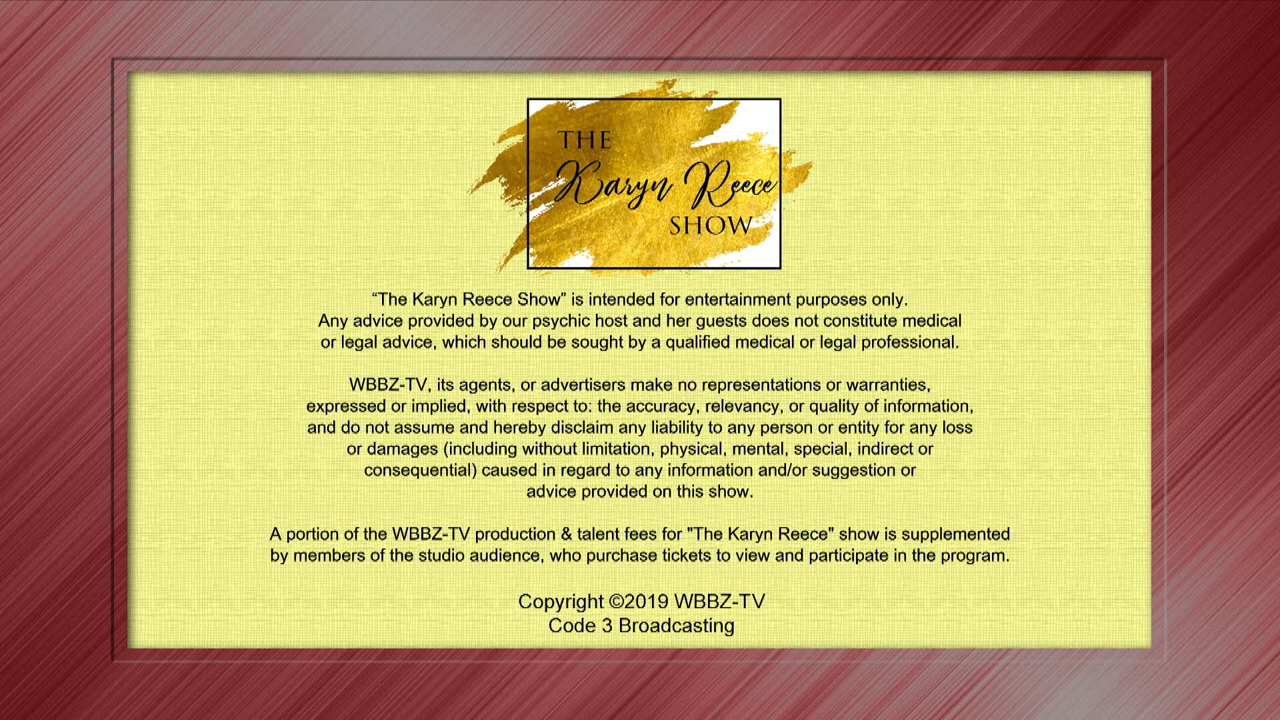 THE
Karyn Reece
SHOW
“The Karyn Reece Show” is intended for entertainment purposes only.
Any advice provided by our psychic host and her guests does not constitute medical
or legal advice, which should be sought by a qualified medical or legal professional.
WBBZ-TV, its agents, or advertisers make no representations or warranties,
expressed or implied, with respect to: the accuracy, relevancy, or quality of information,
and do not assume and hereby disclaim any liability to any person or entity for any loss
or damages (including without limitation, physical, mental, special, indirect or
consequential) caused in regard to any information and/or suggestion or
advice provided on this show.
A portion of the WBBZ-TV production & talent fees for "The Karyn Reece" show is supplemented
by members of the studio audience, who purchase tickets to view and participate in the program.
Copyright ©2019 WBBZ-TV
Code 3 Broadcasting